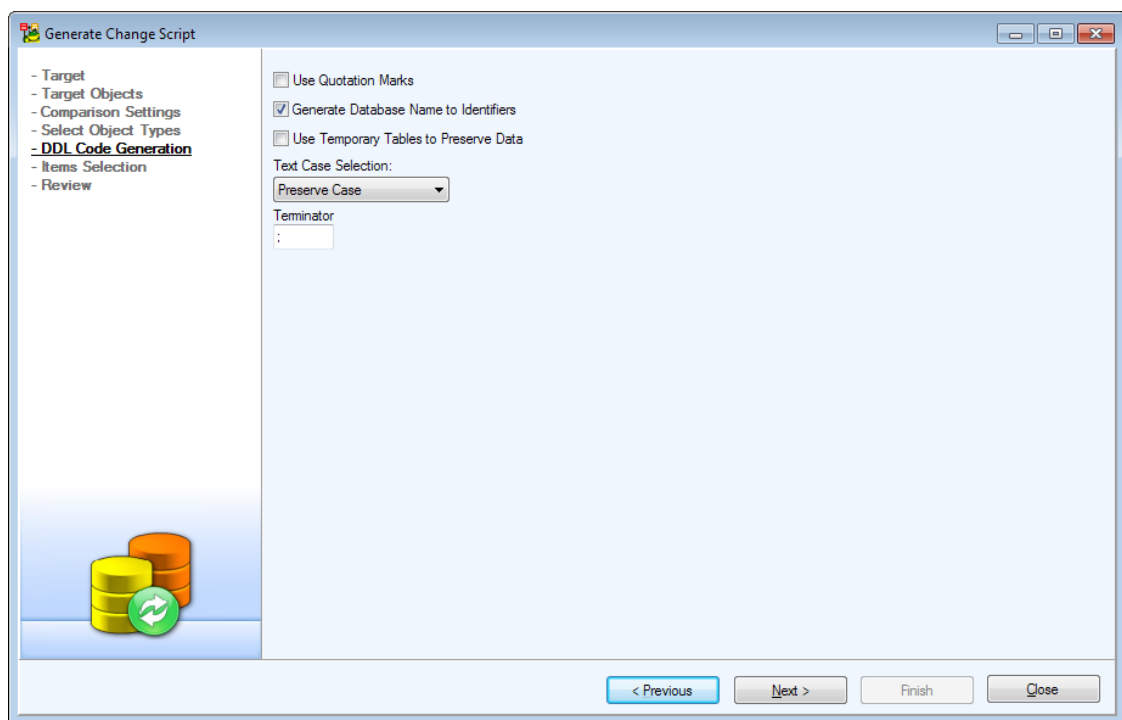 Generate Change Script
- Target
- Target Objects
- Comparison Settings
- Select Object Types
- DDL Code Generation
- Items Selection
- Review
Use Quotation Marks
Generate Database Name to Identifiers
Use Temporary Tables to Preserve Data
Text Case Selection:
Preserve Case
Terminator
;
< Previous
Next >
Finish
Close